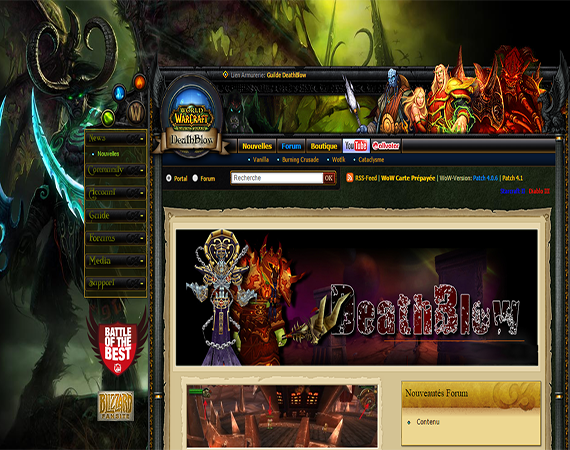 Lien Armurerie: Guide DeathBlow
WORLD
OF
WARCRAFT
DeathBlow
Nouvelles
Forum
Boutique
YouTube
Vanilla
Burning Crusade
Wotlk
Cataclysme
Portal
Forum
Recherche
OK
RSS-Feed | WoW Carte Prépayée | WoW-Version: Patch 4.0.6 | Patch 4.1
Diablo III
News
Nouvelles
Community
Account
Guide
Forums
Media
Support
BATTLE
OF THE
BEST
BLIZZARD
FANSITE
DeathBlow
Nouveautés Forum
Contenu